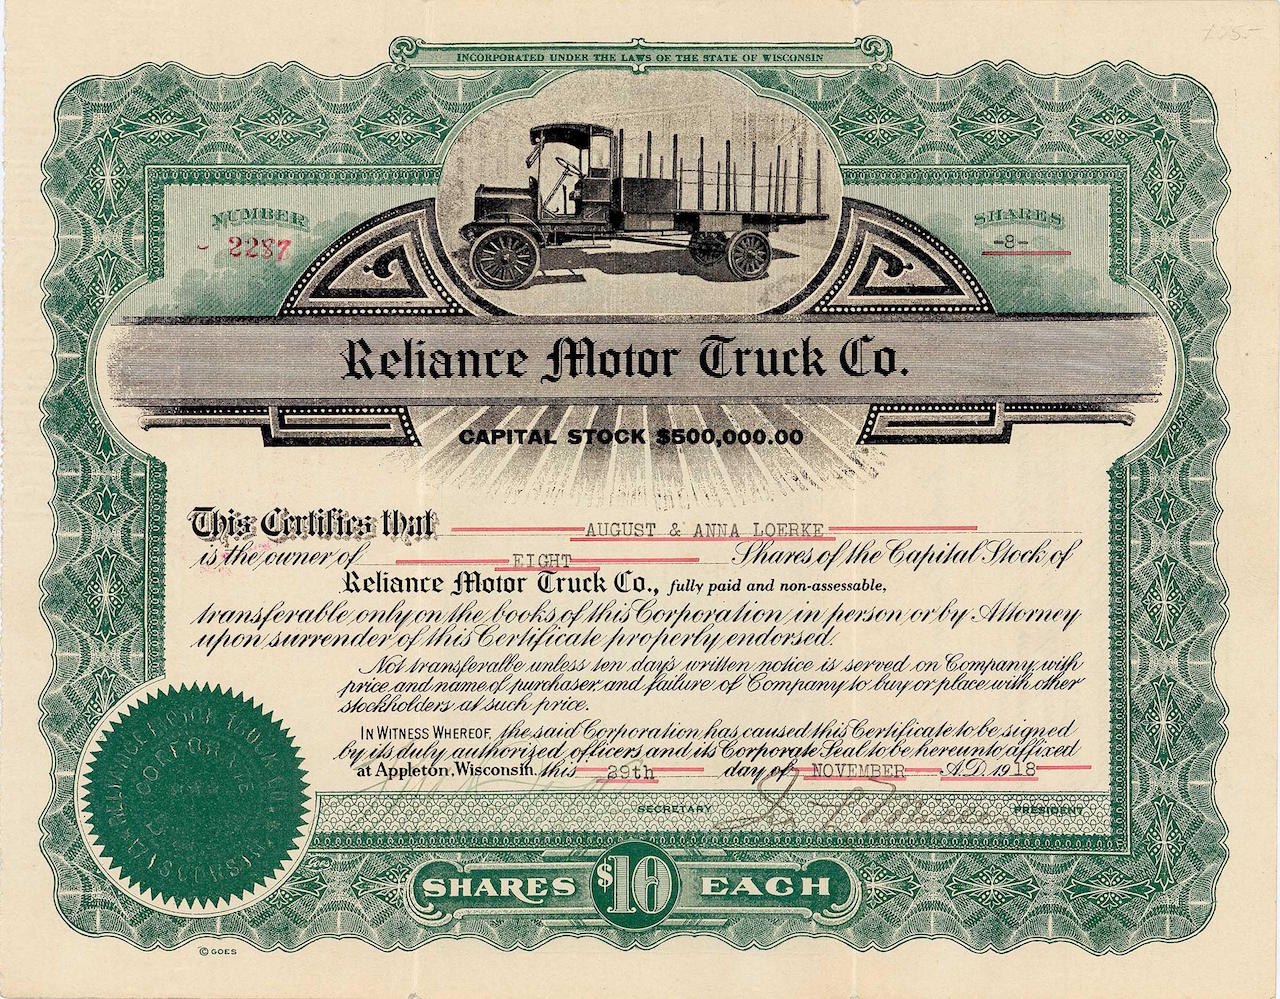 INCORPORATED UNDER THE LAWS OF THE STATE OF WISCONSIN
NUMBER
2287
SHARES
-8-
Reliance Motor Truck Co.
CAPITAL STOCK $500,000.00
This Certifies that AUGUST & ANNA LOERKE
is the owner of EIGHT Shares of the Capital Stock of
Reliance Motor Truck Co., fully paid and non-assessable,
transferable only on the books of this Corporation in person or by Attorney
upon surrender of this Certificate properly endorsed.
Not transferable unless ten days written notice is served on Company, with
price and name of purchaser, and failure of Company to buy or place with other
stockholders at such price.
IN WITNESS WHEREOF, the said Corporation has caused this Certificate to be signed
by its duly authorized officers and its Corporate Seal to be hereunto affixed
at Appleton, Wisconsin, this 29th day of NOVEMBER A.D. 1918
SECRETARY
PRESIDENT
SHARES $10 EACH
© GOES